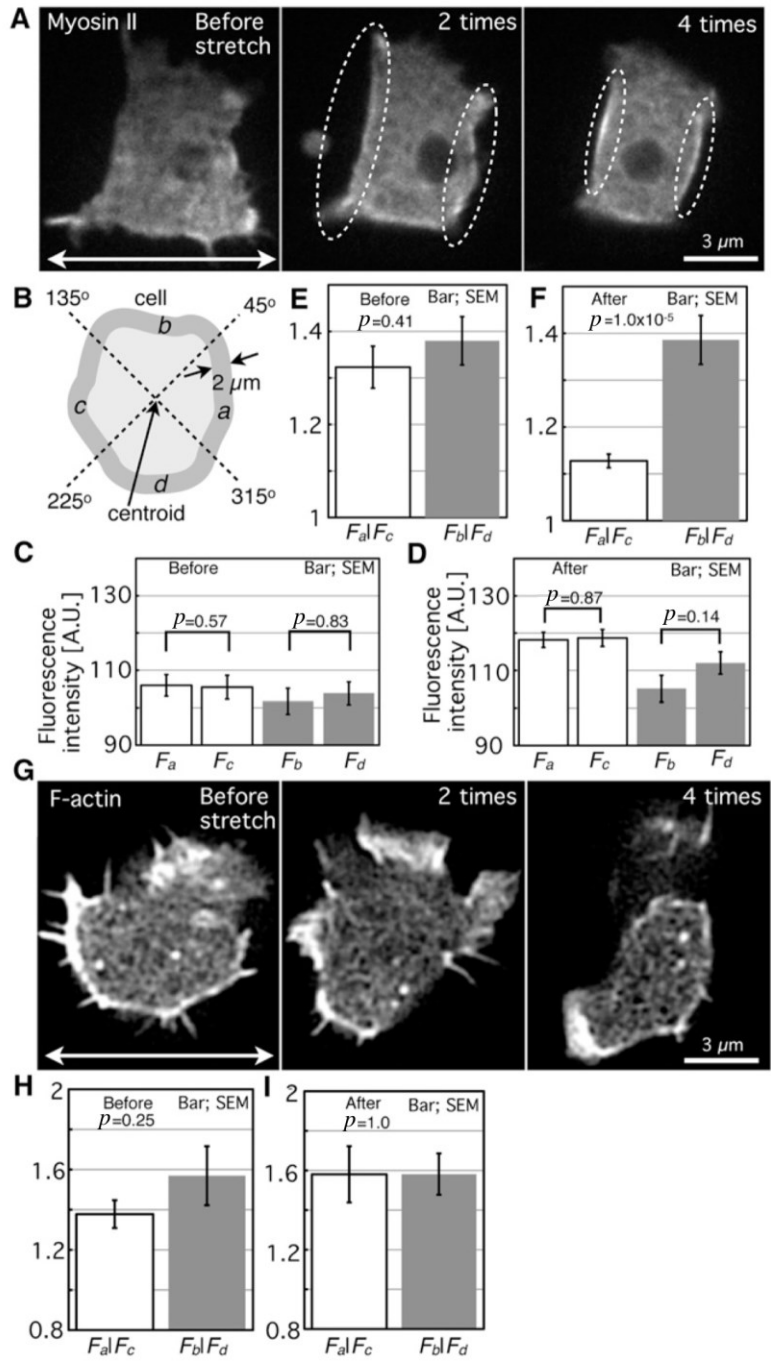 A
Myosin II
Before
stretch
2 times
4 times
3 µm
B
135º
cell
45º
b
2 µm
c
a
d
225º
centroid
315º
E
Before
Bar; SEM
p=0.41
1.4
1.2
1
Fa|Fc
Fb|Fd
F
After
Bar; SEM
p=1.0x10-5
1.4
1.2
1
Fa|Fc
Fb|Fd
C
Before
Bar; SEM
p=0.57
p=0.83
Fluorescence
intensity [A.U.]
130
110
90
Fa
Fc
Fb
Fd
D
After
Bar; SEM
p=0.87
p=0.14
Fluorescence
intensity [A.U.]
130
110
90
Fa
Fc
Fb
Fd
G
F-actin
Before
stretch
2 times
4 times
3 µm
H
Before
Bar; SEM
p=0.25
2
1.6
1.2
0.8
Fa|Fc
Fb|Fd
I
After
Bar; SEM
p=1.0
2
1.6
1.2
0.8
Fa|Fc
Fb|Fd